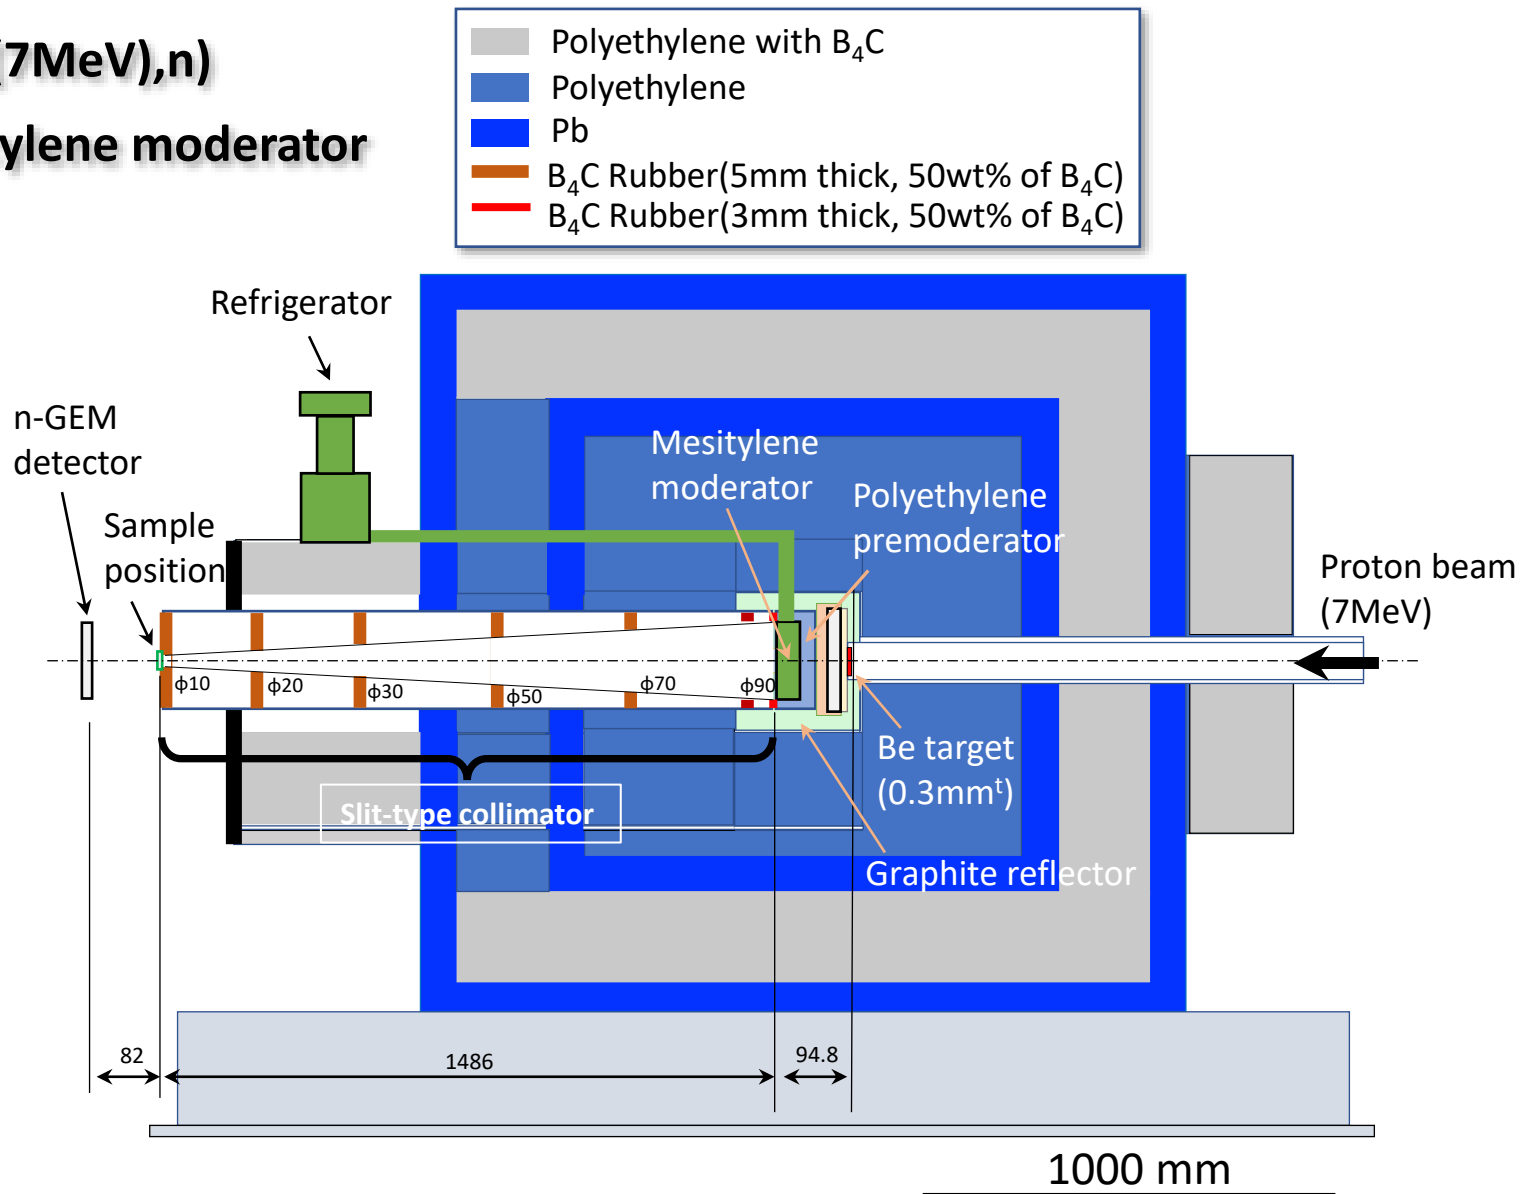 (7MeV),n)
ylene moderator
Polyethylene with B₄C
Polyethylene
Pb
B₄C Rubber(5mm thick, 50wt% of B₄C)
B₄C Rubber(3mm thick, 50wt% of B₄C)
Refrigerator
n-GEM
detector
Sample
position
Mesitylene
moderator
Polyethylene
premoderator
Proton beam
(7MeV)
ϕ10
ϕ20
ϕ30
ϕ50
ϕ70
ϕ90
Be target
(0.3mmᵗ)
Slit-type collimator
Graphite reflector
82
1486
94.8
1000 mm